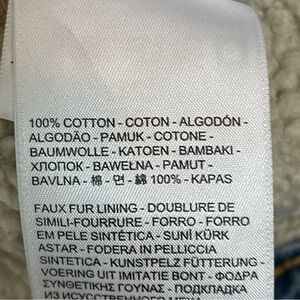 100% COTTON - COTON - ALGODÓN -
ALGODÃO - PAMUK - COTONE -
BAUMWOLLE - KATOEN - BAMBAKI -
ХЛОПОК - BAWEŁNA - PAMUT -
BAVLNA - 棉 - 면 - 綿 100% - KAPAS
FAUX FUR LINING - DOUBLURE DE
SIMILI-FOURRURE - FORRO - FORRO
EM PELE SINTÉTICA - SUNİ KÜRK
ASTAR - FODERA IN PELLICCIA
SINTETICA - KUNSTPELZ FÜTTERUNG -
VOERING UIT IMITATIE BONT - ΦΟΔΡΑ
ΣΥΝΘΕΤΙΚΗΣ ΓΟΥΝΑΣ - ПОДКЛАДКА
ИЗ ИСКУССТВЕННОГО